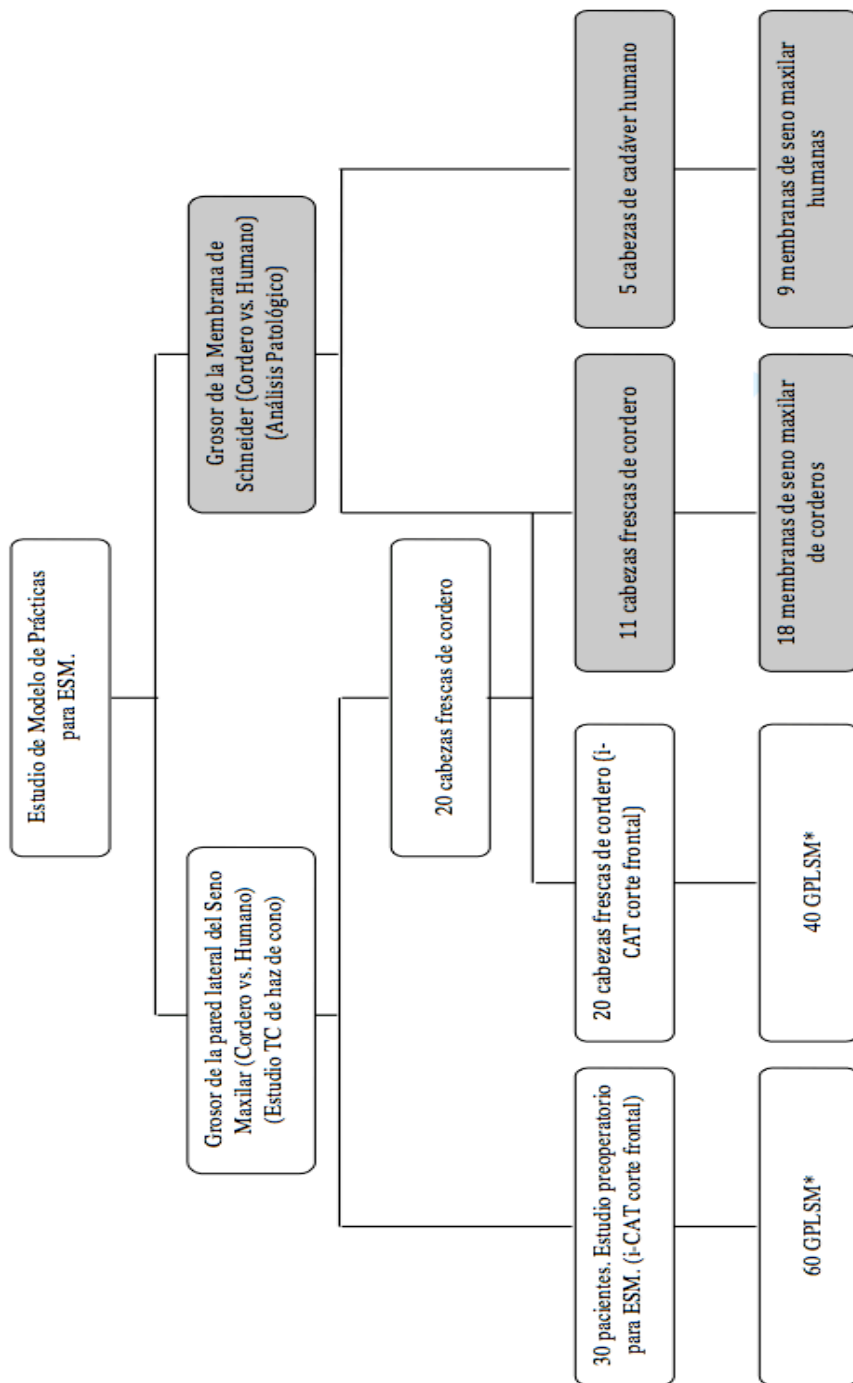 Estudio de Modelo de Prácticas
para ESM.
Grosor de la pared lateral del Seno
Maxilar (Cordero vs. Humano)
(Estudio TC de haz de cono)
Grosor de la Membrana de
Schneider (Cordero vs. Humano)
(Análisis Patológico)
20 cabezas frescas de cordero
30 pacientes. Estudio preoperatorio
para ESM. (i-CAT corte frontal)
20 cabezas frescas de cordero (i-
CAT corte frontal)
11 cabezas frescas de cordero
5 cabezas de cadáver humano
60 GPLSM*
40 GPLSM*
18 membranas de seno maxilar
de corderos
9 membranas de seno maxilar
humanas